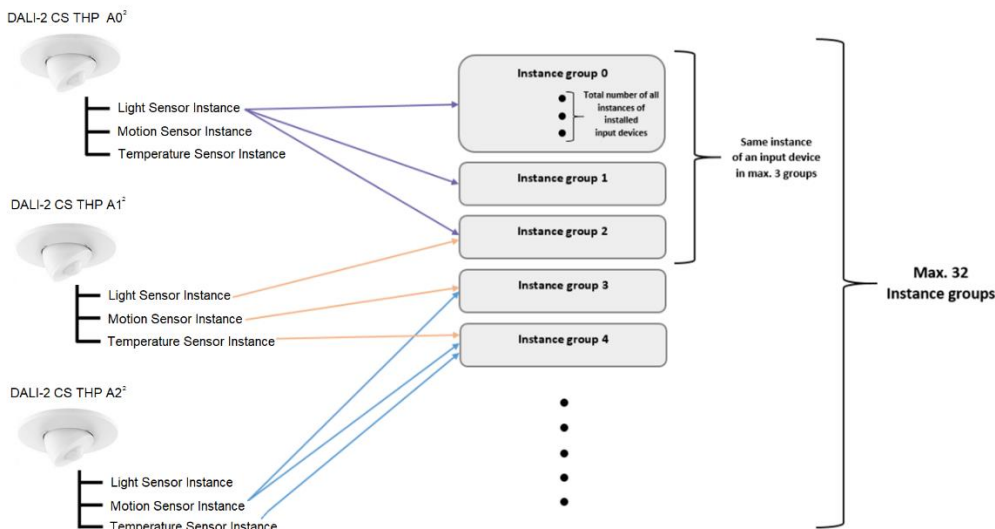 DALI-2 CS THP A0²
Light Sensor Instance
Motion Sensor Instance
Temperature Sensor Instance
DALI-2 CS THP A1²
Light Sensor Instance
Motion Sensor Instance
Temperature Sensor Instance
DALI-2 CS THP A2²
Light Sensor Instance
Motion Sensor Instance
Temperature Sensor Instance
Instance group 0
Total number of all
instances of
installed
input devices
Instance group 1
Instance group 2
Instance group 3
Instance group 4
Same instance
of an input device
in max. 3 groups
Max. 32
Instance groups